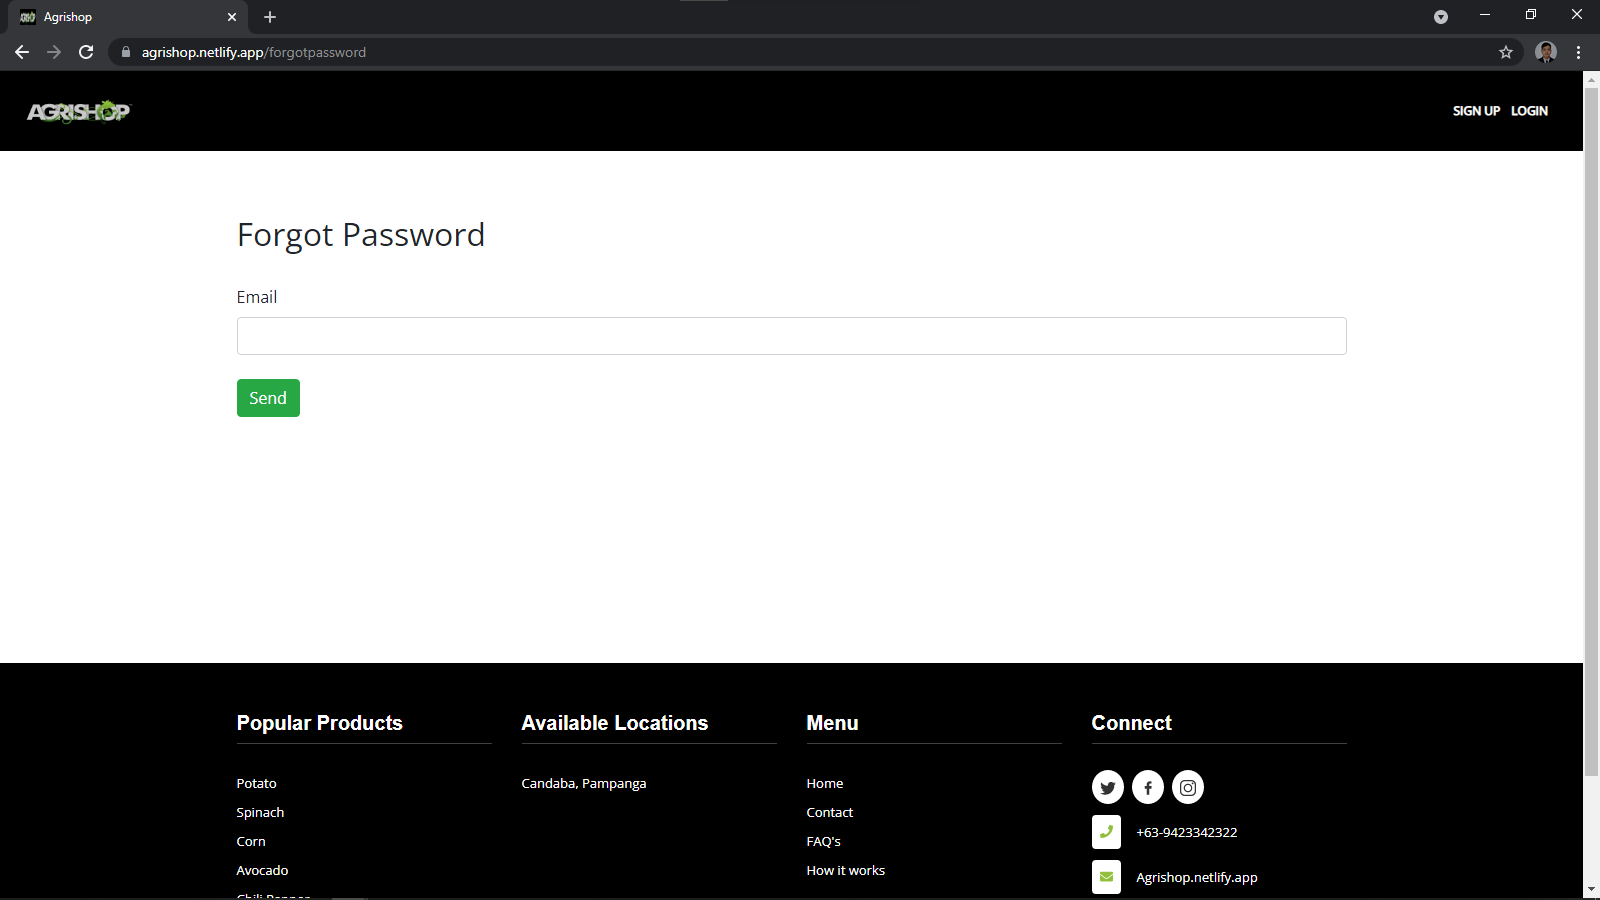 Agrishop
agrishop.netlify.app/forgotpassword
AGRISHOP
SIGN UP LOGIN
Forgot Password
Email
Send
Popular Products
Potato
Spinach
Corn
Avocado
Available Locations
Candaba, Pampanga
Menu
Home
Contact
FAQ's
How it works
Connect
+63-9423342322
Agrishop.netlify.app